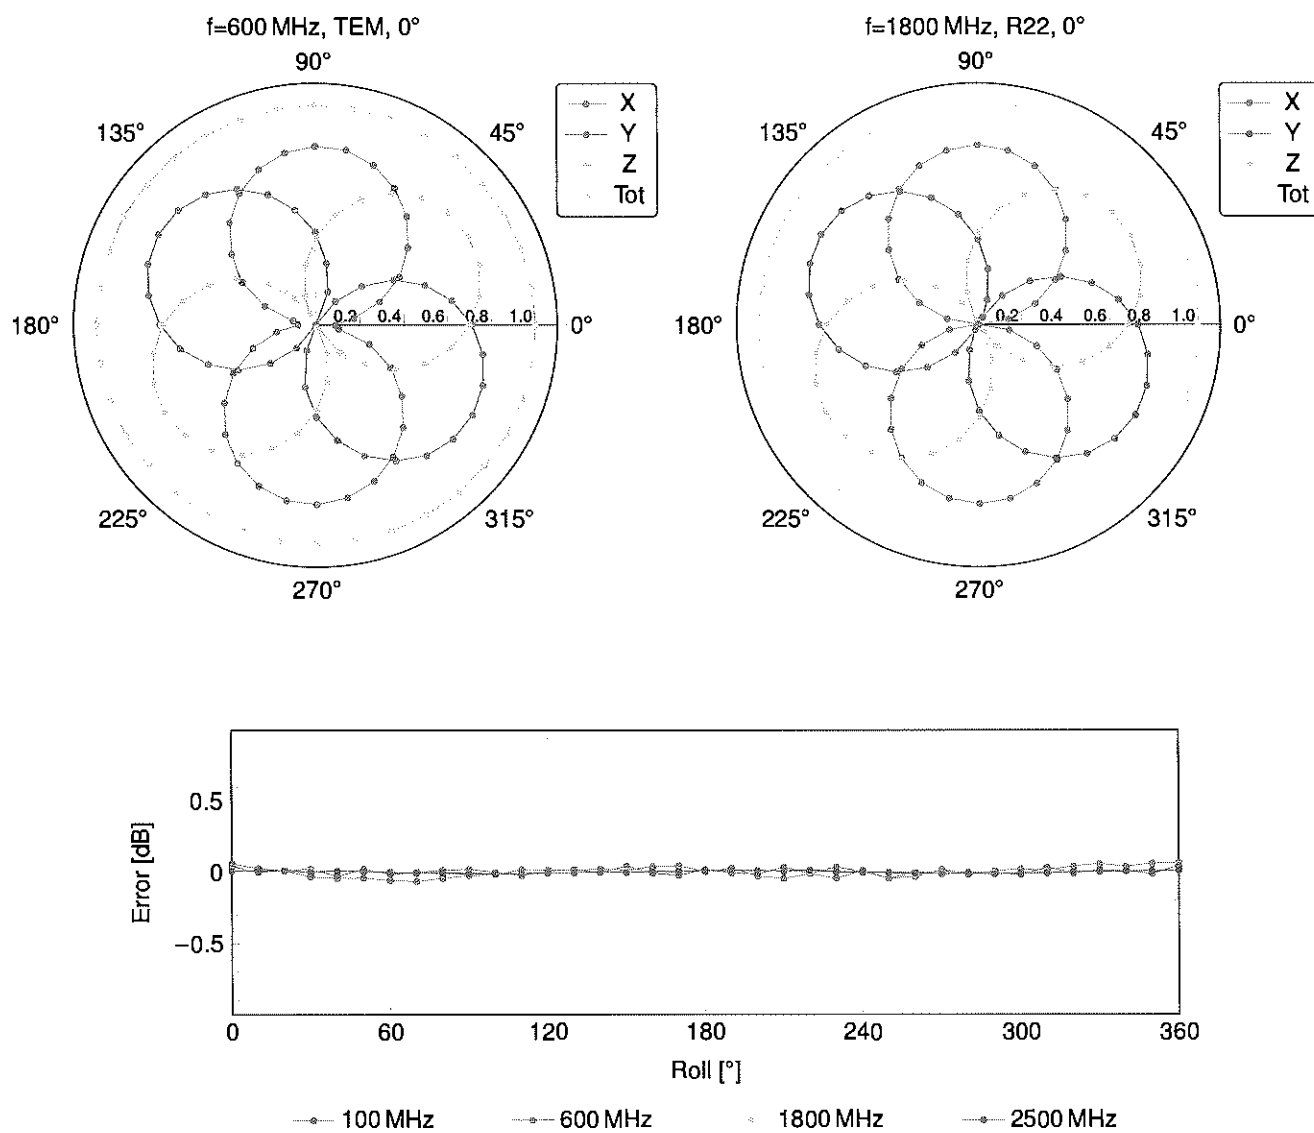 f=600 MHz, TEM, 0°
90°
135°
45°
X
Y
Z
Tot
180°
0.2
0.4
0.6
0.8
1.0
0°
225°
315°
270°
f=1800 MHz, R22, 0°
90°
135°
45°
X
Y
Z
Tot
180°
0.2
0.4
0.6
0.8
1.0
0°
225°
315°
270°
Error [dB]
0.5
0
−0.5
0
60
120
180
240
300
360
Roll [°]
100 MHz
600 MHz
1800 MHz
2500 MHz